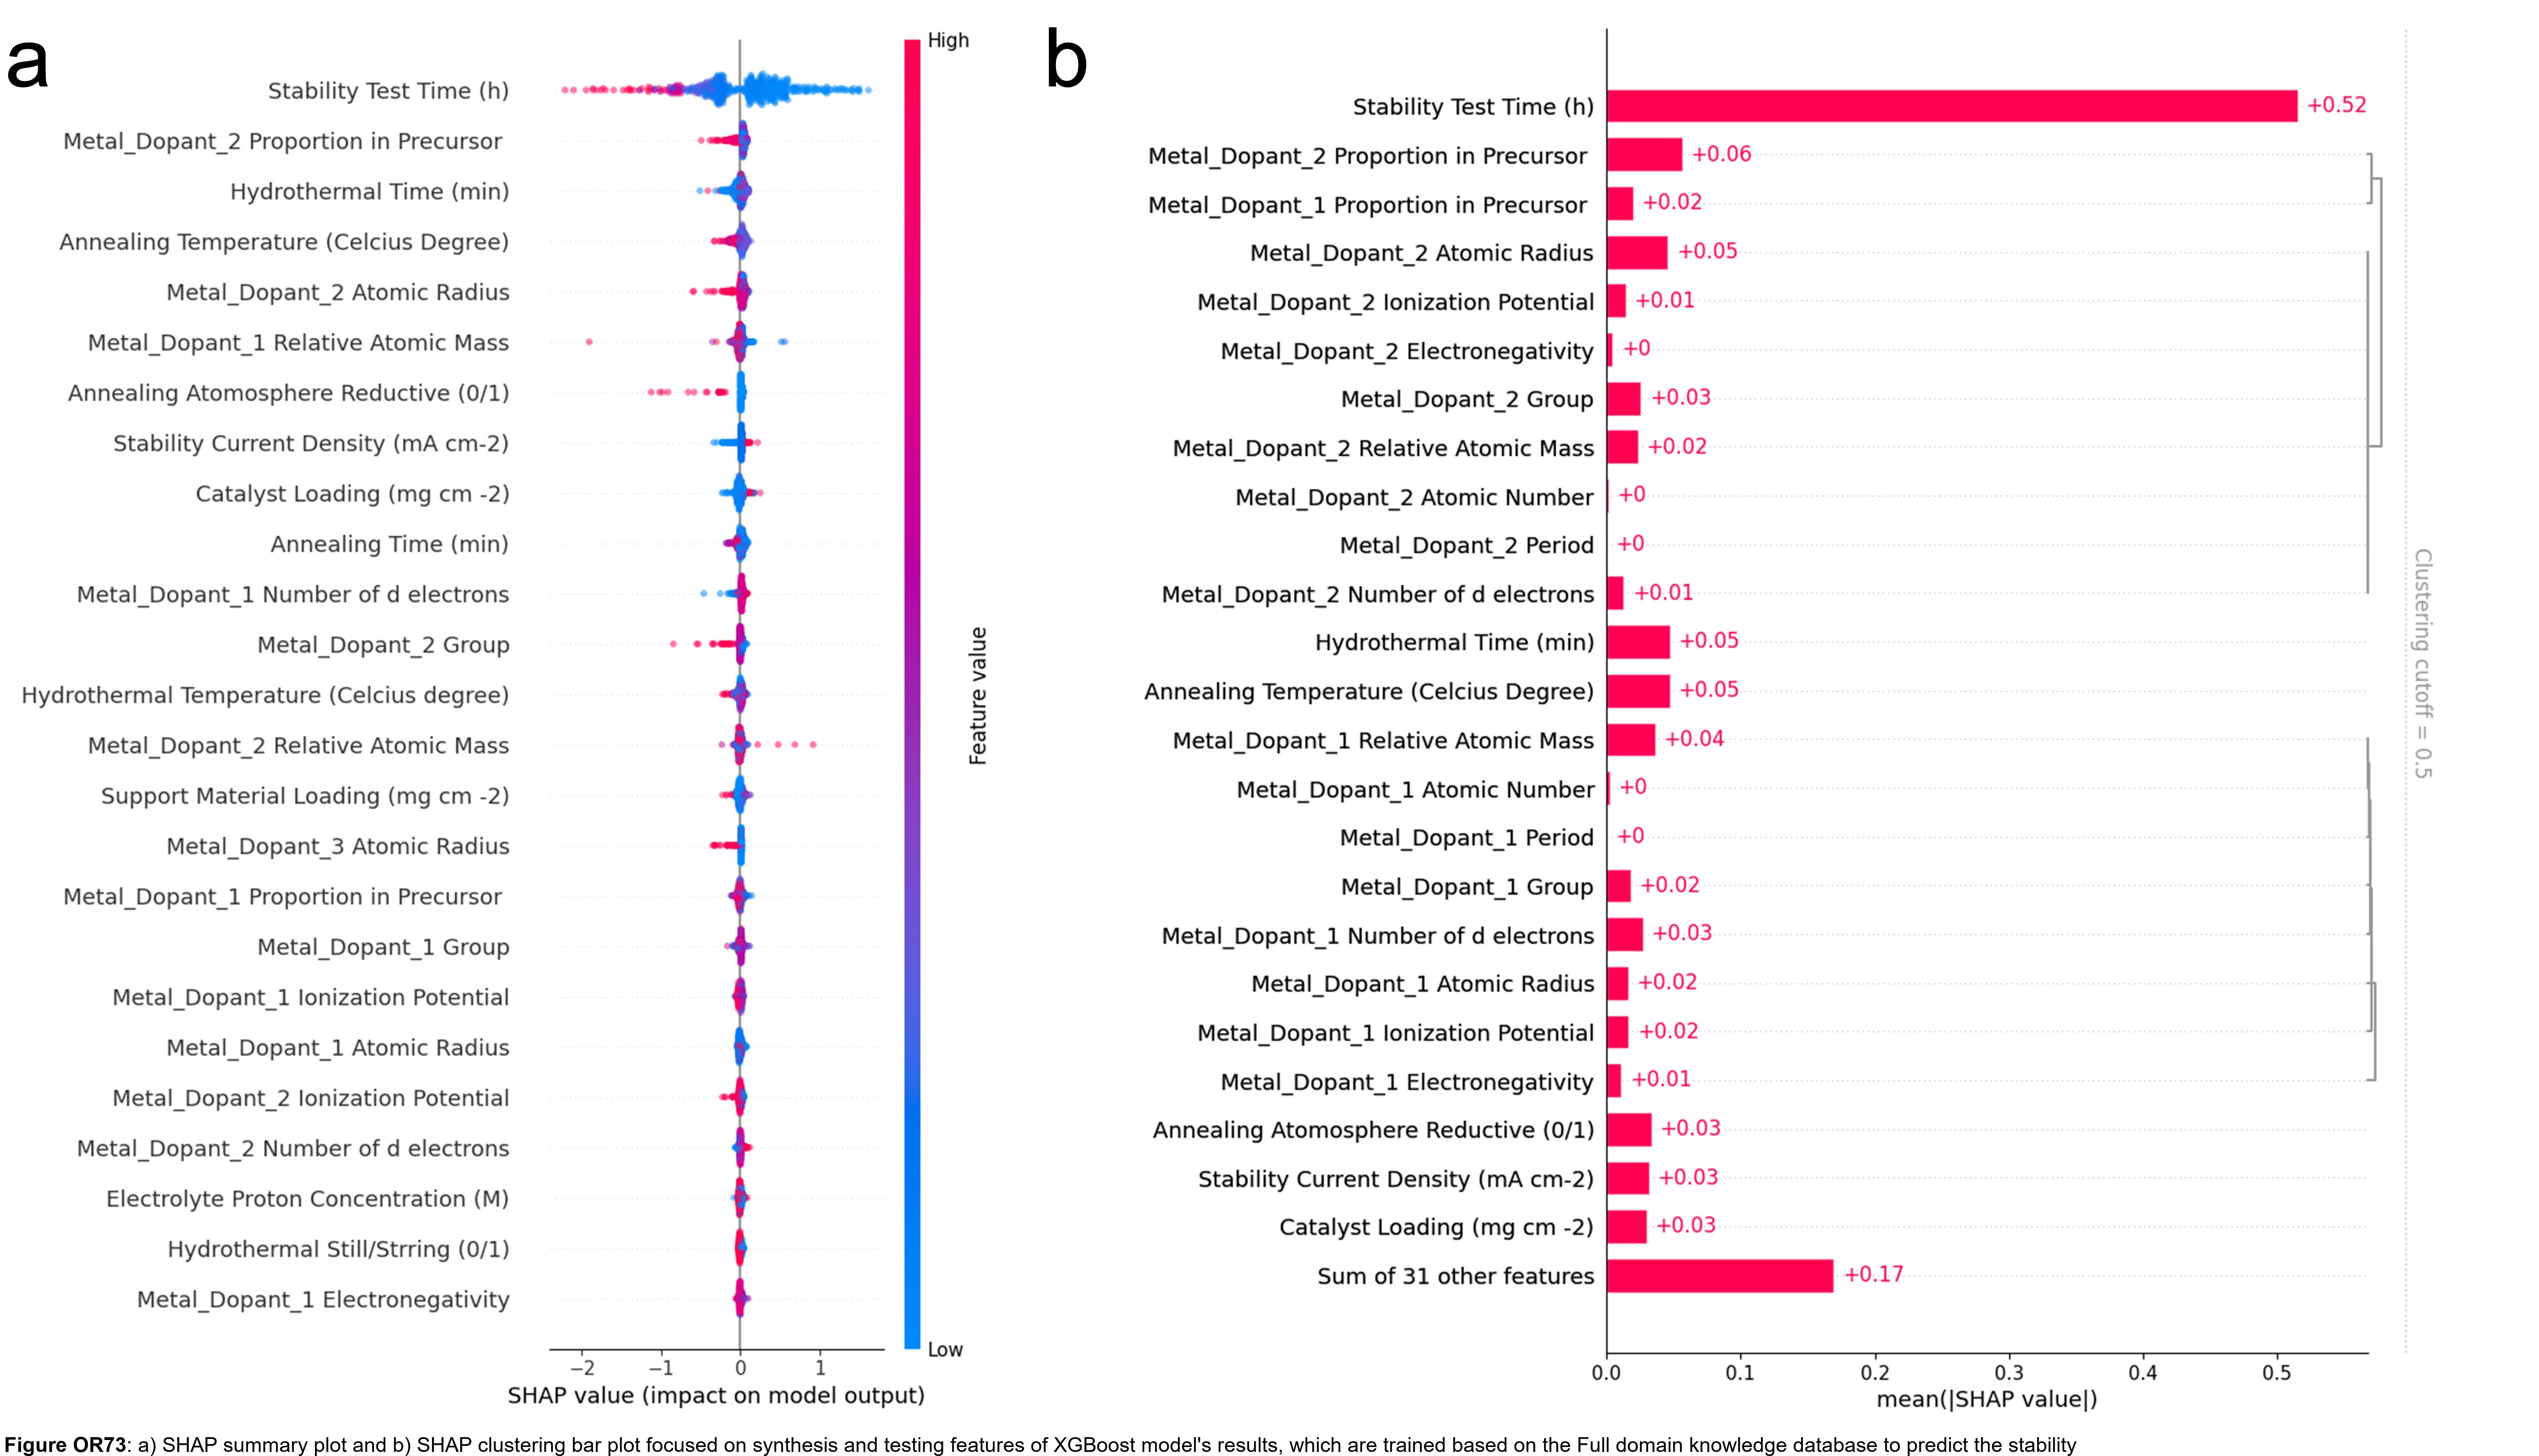 a
High
Stability Test Time (h)
Metal_Dopant_2 Proportion in Precursor
Hydrothermal Time (min)
Annealing Temperature (Celcius Degree)
Metal_Dopant_2 Atomic Radius
Metal_Dopant_1 Relative Atomic Mass
Annealing Atomosphere Reductive (0/1)
Stability Current Density (mA cm-2)
Catalyst Loading (mg cm -2)
Annealing Time (min)
Metal_Dopant_1 Number of d electrons
Metal_Dopant_2 Group
Hydrothermal Temperature (Celcius degree)
Metal_Dopant_2 Relative Atomic Mass
Support Material Loading (mg cm -2)
Metal_Dopant_3 Atomic Radius
Metal_Dopant_1 Proportion in Precursor
Metal_Dopant_1 Group
Metal_Dopant_1 Ionization Potential
Metal_Dopant_1 Atomic Radius
Metal_Dopant_2 Ionization Potential
Metal_Dopant_2 Number of d electrons
Electrolyte Proton Concentration (M)
Hydrothermal Still/Strring (0/1)
Metal_Dopant_1 Electronegativity
Low
Feature value
−2 −1 0 1
SHAP value (impact on model output)
b
Stability Test Time (h) +0.52
Metal_Dopant_2 Proportion in Precursor +0.06
Metal_Dopant_1 Proportion in Precursor +0.02
Metal_Dopant_2 Atomic Radius +0.05
Metal_Dopant_2 Ionization Potential +0.01
Metal_Dopant_2 Electronegativity +0
Metal_Dopant_2 Group +0.03
Metal_Dopant_2 Relative Atomic Mass +0.02
Metal_Dopant_2 Atomic Number +0
Metal_Dopant_2 Period +0
Metal_Dopant_2 Number of d electrons +0.01
Hydrothermal Time (min) +0.05
Annealing Temperature (Celcius Degree) +0.05
Metal_Dopant_1 Relative Atomic Mass +0.04
Metal_Dopant_1 Atomic Number +0
Metal_Dopant_1 Period +0
Metal_Dopant_1 Group +0.02
Metal_Dopant_1 Number of d electrons +0.03
Metal_Dopant_1 Atomic Radius +0.02
Metal_Dopant_1 Ionization Potential +0.02
Metal_Dopant_1 Electronegativity +0.01
Annealing Atomosphere Reductive (0/1) +0.03
Stability Current Density (mA cm-2) +0.03
Catalyst Loading (mg cm -2) +0.03
Sum of 31 other features +0.17
Clustering cutoff = 0.5
0.0 0.1 0.2 0.3 0.4 0.5
mean(|SHAP value|)
Figure OR73: a) SHAP summary plot and b) SHAP clustering bar plot focused on synthesis and testing features of XGBoost model's results, which are trained based on the Full domain knowledge database to predict the stability